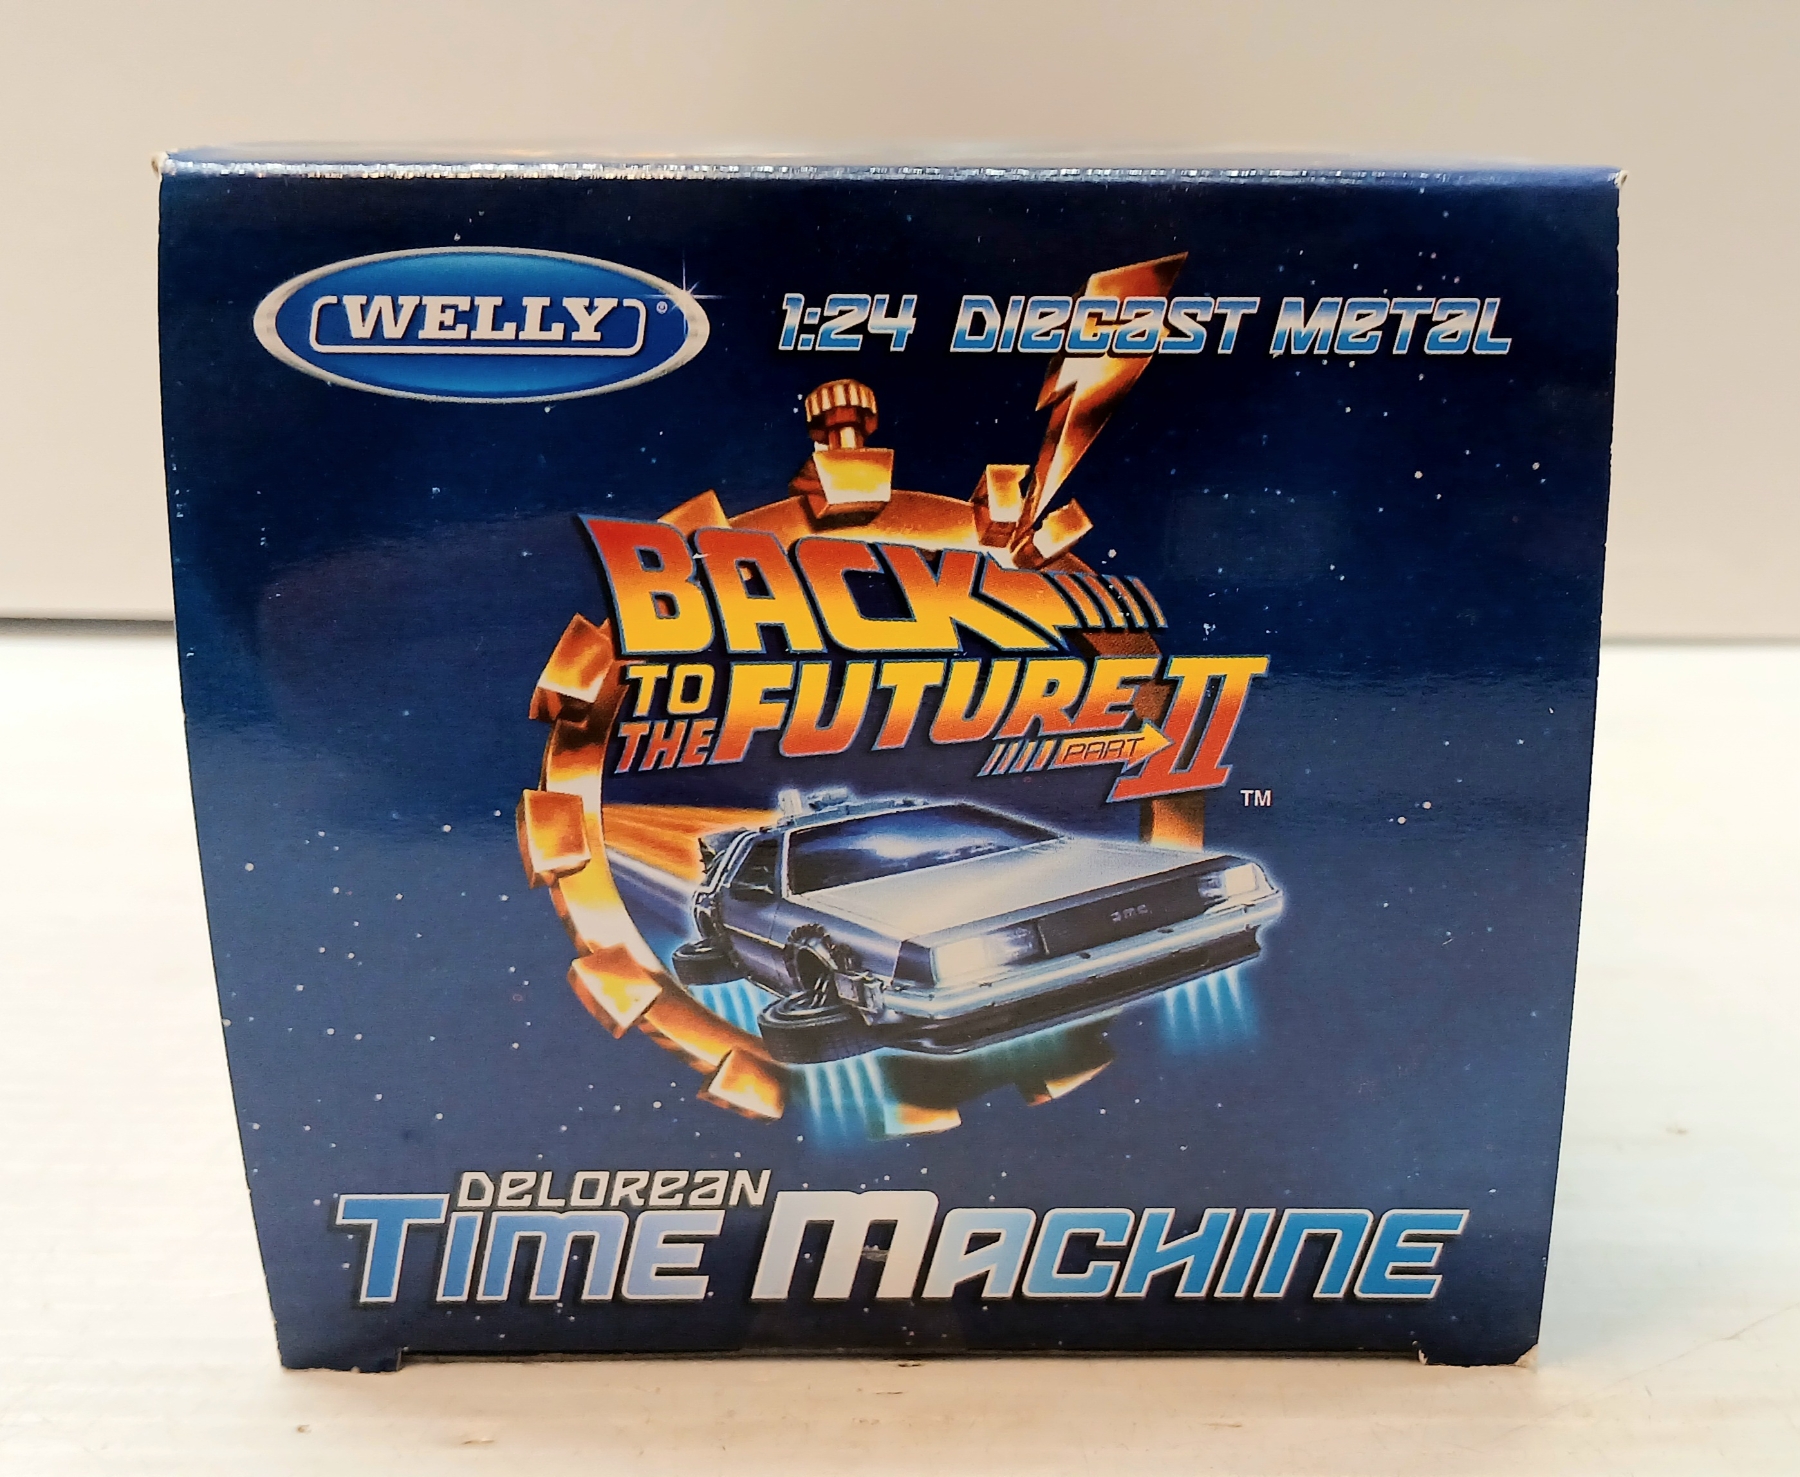 WELLY®
1:24 DIECAST METAL
BACK
TO THE FUTURE
PART II
TM
DMC
DELOREAN
TIME MACHINE